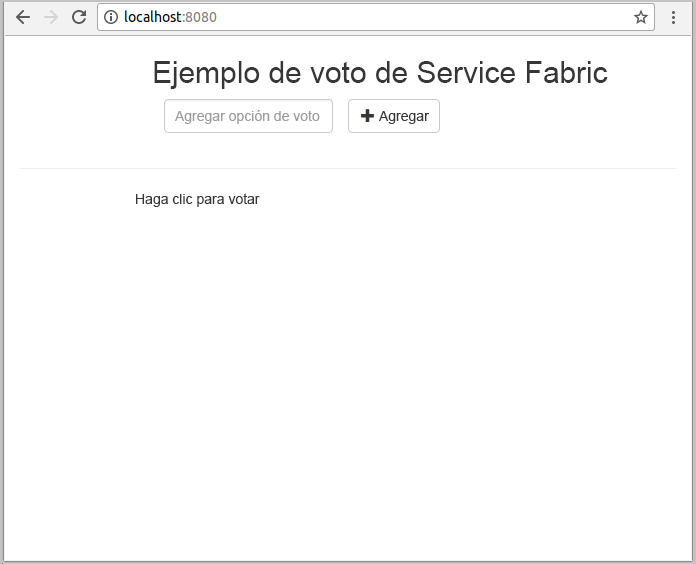 localhost:8080
Ejemplo de voto de Service Fabric
Agregar opción de voto
Agregar
Haga clic para votar